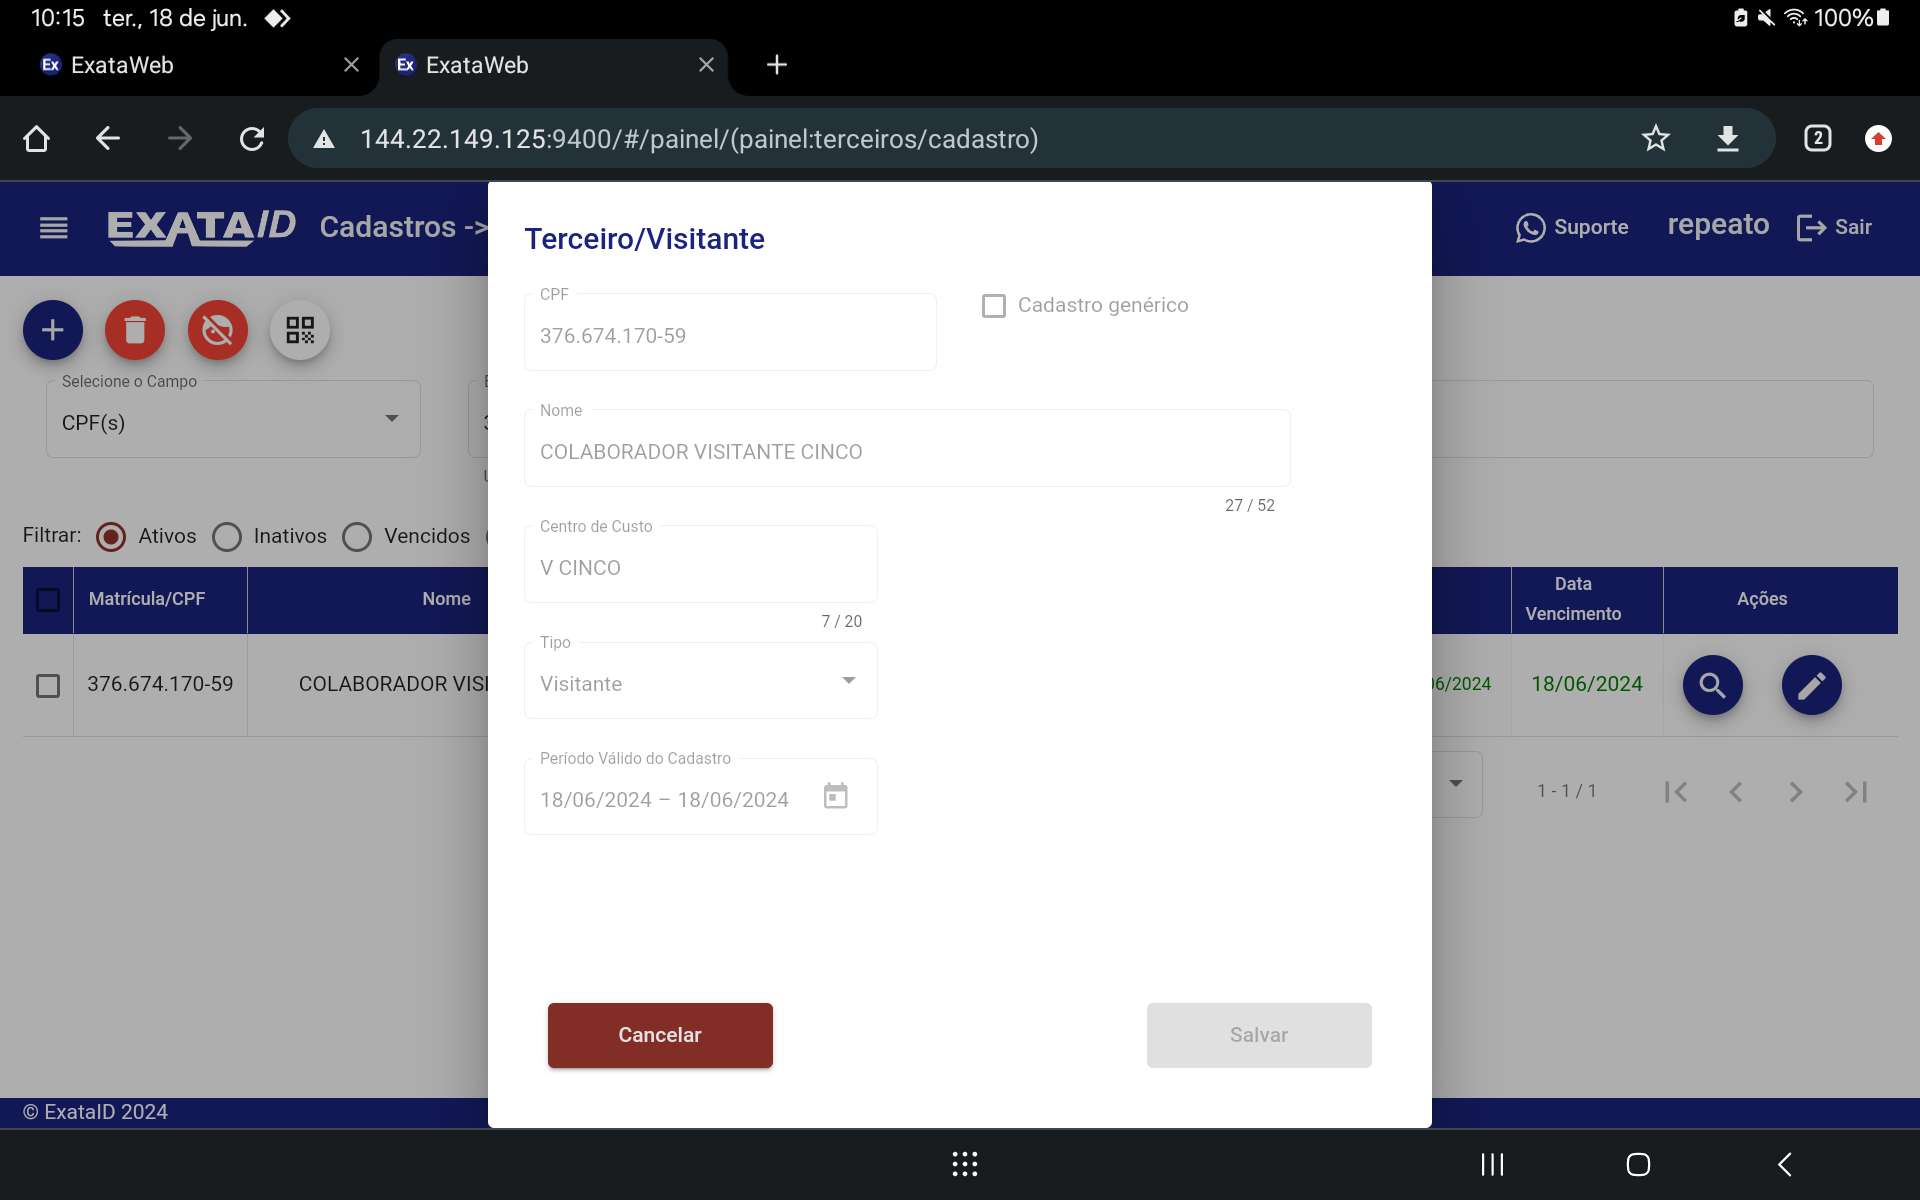 10:15 ter., 18 de jun. 100%
Ex ExataWeb Ex ExataWeb
144.22.149.125:9400/#/painel/(painel:terceiros/cadastro) 2
EXATAID Cadastros -> Suporte repeato Sair
Terceiro/Visitante
CPF
376.674.170-59
Cadastro genérico
Selecione o Campo
CPF(s)
Nome
COLABORADOR VISITANTE CINCO
27 / 52
Filtrar: Ativos Inativos Vencidos
Centro de Custo
V CINCO
7 / 20
Matrícula/CPF Nome Data Vencimento Ações
376.674.170-59 COLABORADOR VISI 06/2024 18/06/2024
Tipo
Visitante
Período Válido do Cadastro
18/06/2024 – 18/06/2024
1 - 1 / 1
Cancelar Salvar
© ExataID 2024